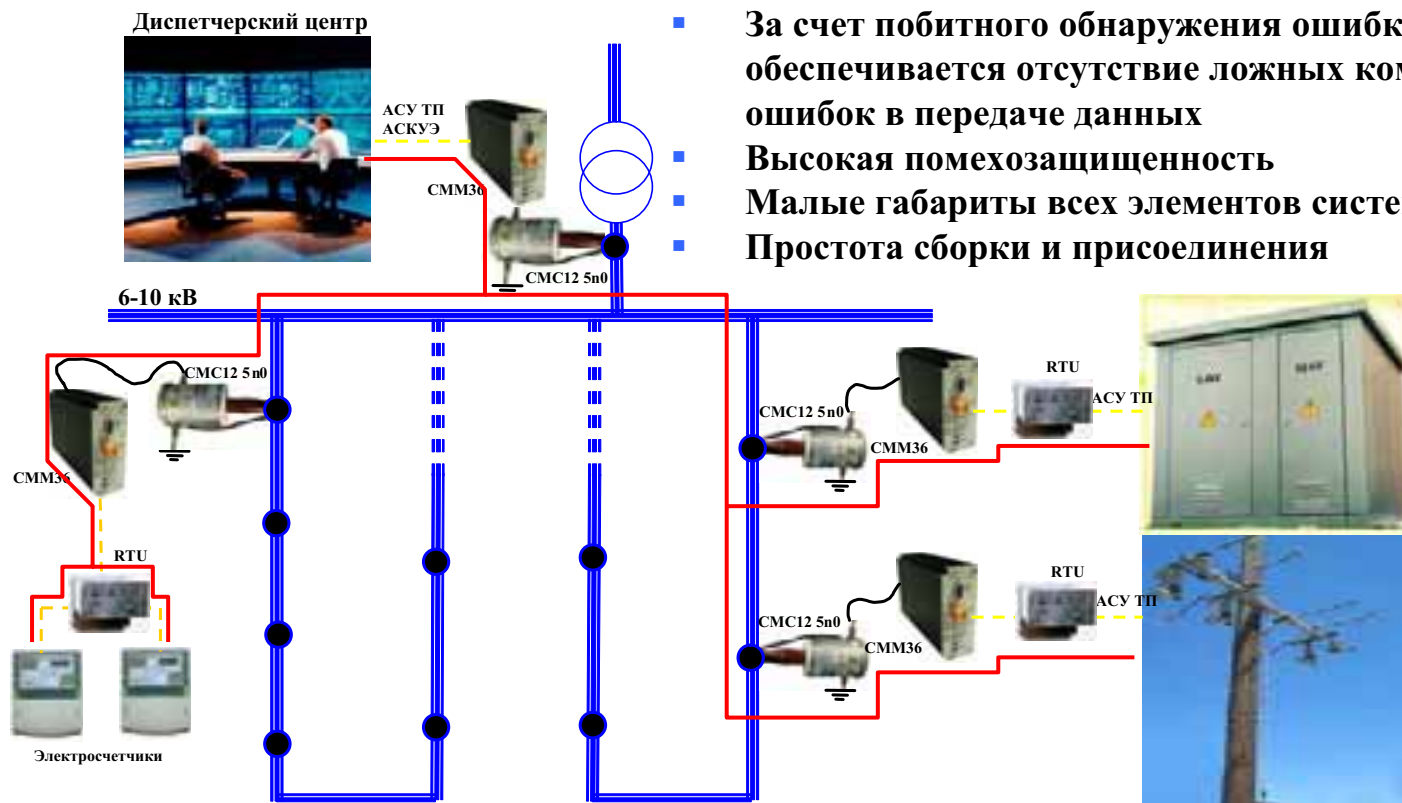 Диспетчерский центр
За счет побитного обнаружения ошибк
обеспечивается отсутствие ложных ком
ошибок в передаче данных
Высокая помехозащищенность
Малые габариты всех элементов систе
Простота сборки и присоединения
АСУ ТП
АСКУЭ
СММ36
СМС12 5n0
6-10 кВ
СМС12 5n0
СММ36
RTU
Электросчетчики
СМС12 5n0
СММ36
RTU
АСУ ТП
СМС12 5n0
СММ36
RTU
АСУ ТП